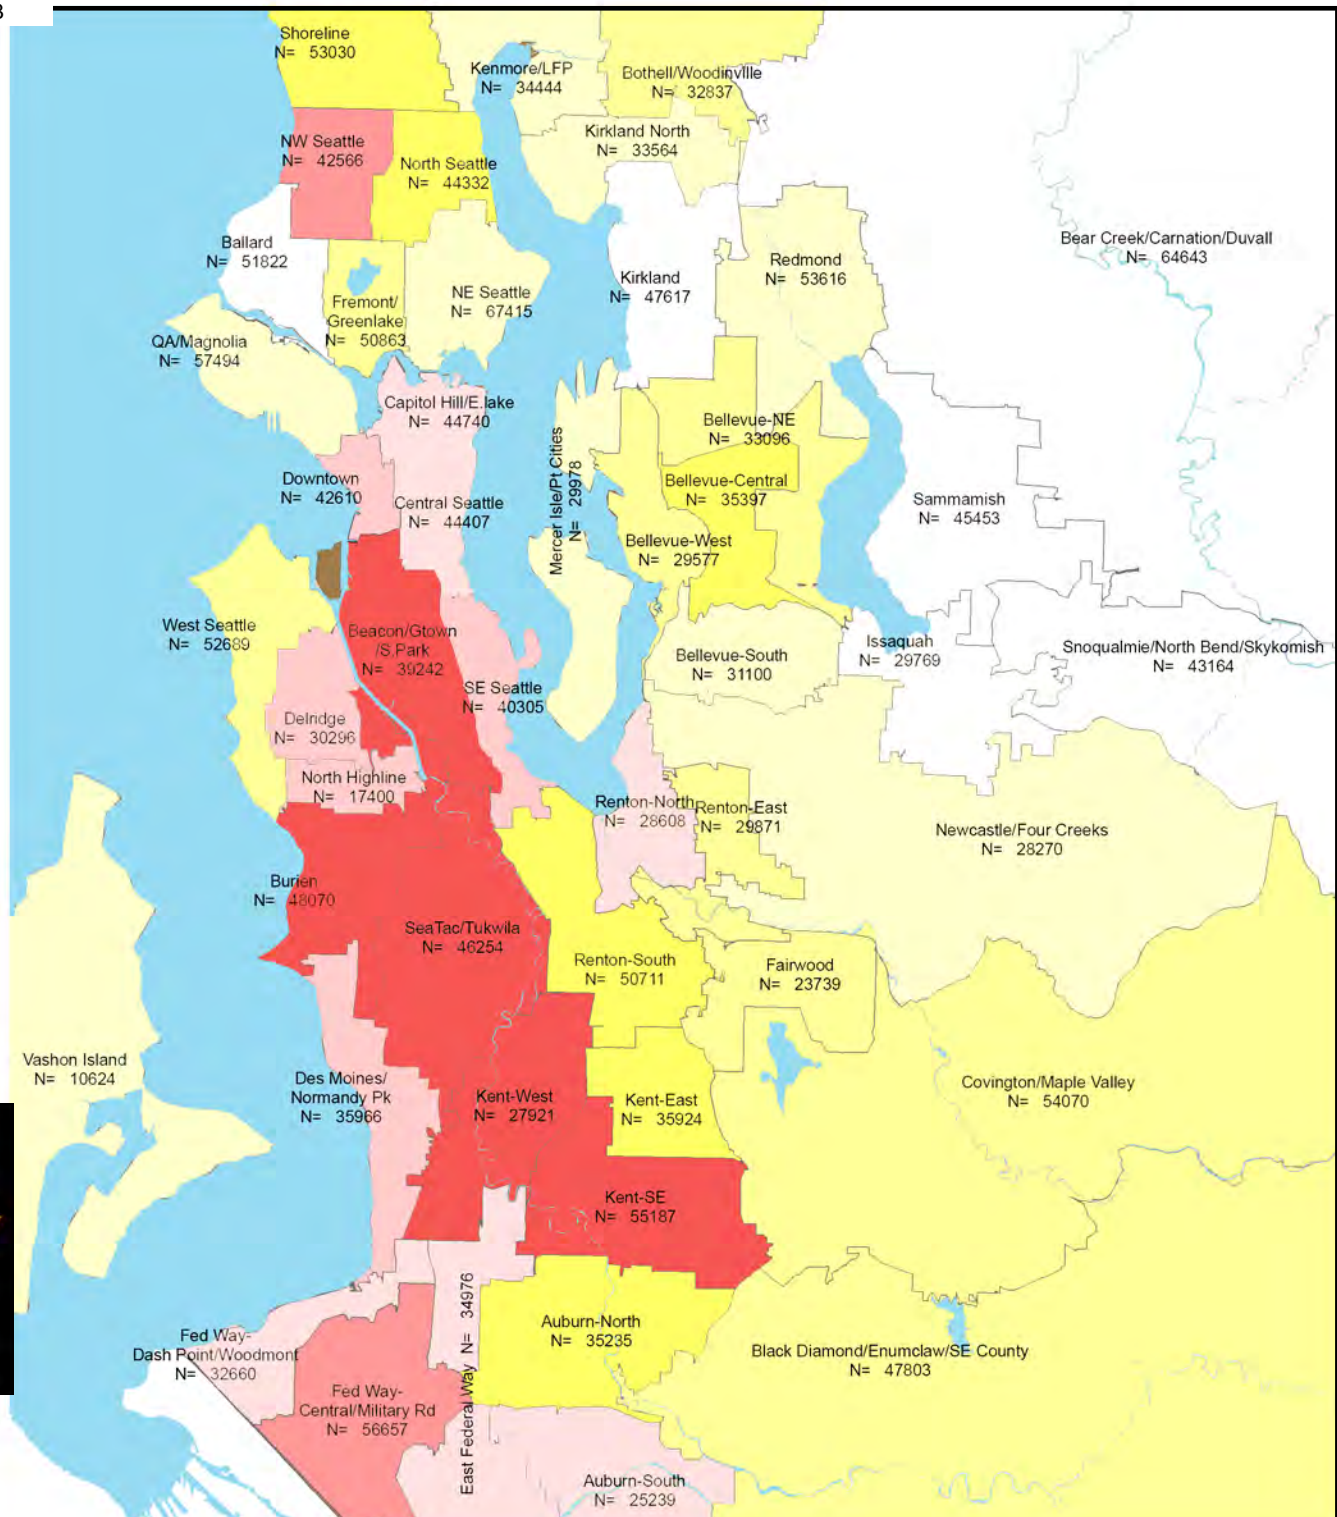 3
Shoreline
N= 53030
Kenmore/LFP
N= 34444
Bothell/Woodinville
N= 32837
NW Seattle
N= 42566
North Seattle
N= 44332
Kirkland North
N= 33564
Ballard
N= 51822
Fremont/
Greenlake
N= 50863
NE Seattle
N= 67415
Kirkland
N= 47617
Redmond
N= 53616
Bear Creek/Carnation/Duvall
N= 64643
QA/Magnolia
N= 57494
Capitol Hill/E.lake
N= 44740
Bellevue-NE
N= 33096
Downtown
N= 42610
Central Seattle
N= 44407
Mercer Isle/Pt Cities
N= 29978
Bellevue-Central
N= 35397
Sammamish
N= 45453
Bellevue-West
N= 29577
West Seattle
N= 52689
Beacon/Gtown
/S.Park
N= 39242
SE Seattle
N= 40305
Bellevue-South
N= 31100
Issaquah
N= 29769
Snoqualmie/North Bend/Skykomish
N= 43164
Delridge
N= 30296
North Highline
N= 17400
Renton-North
N= 28608
Renton-East
N= 29871
Newcastle/Four Creeks
N= 28270
Burien
N= 48070
SeaTac/Tukwila
N= 46254
Renton-South
N= 50711
Fairwood
N= 23739
Vashon Island
N= 10624
Des Moines/
Normandy Pk
N= 35966
Kent-West
N= 27921
Kent-East
N= 35924
Covington/Maple Valley
N= 54070
Kent-SE
N= 55187
Fed Way-
Dash Point/Woodmont
N= 32660
East Federal Way N= 34976
Auburn-North
N= 35235
Black Diamond/Enumclaw/SE County
N= 47803
Fed Way-
Central/Military Rd
N= 56657
Auburn-South
N= 25239